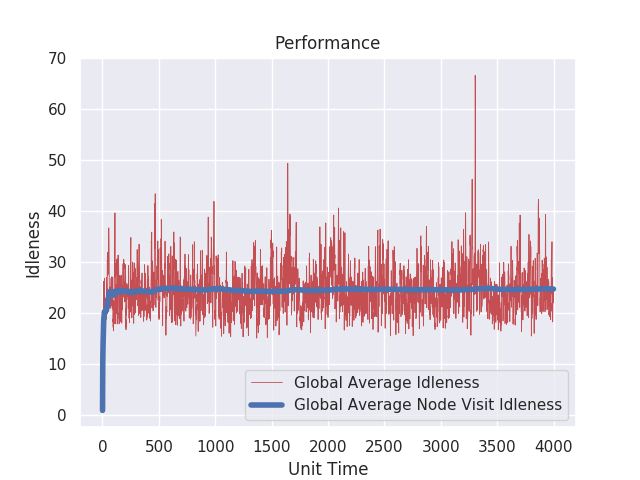 Performance
70
60
50
40
30
20
10
0
Idleness
Global Average Idleness
Global Average Node Visit Idleness
0 500 1000 1500 2000 2500 3000 3500 4000
Unit Time